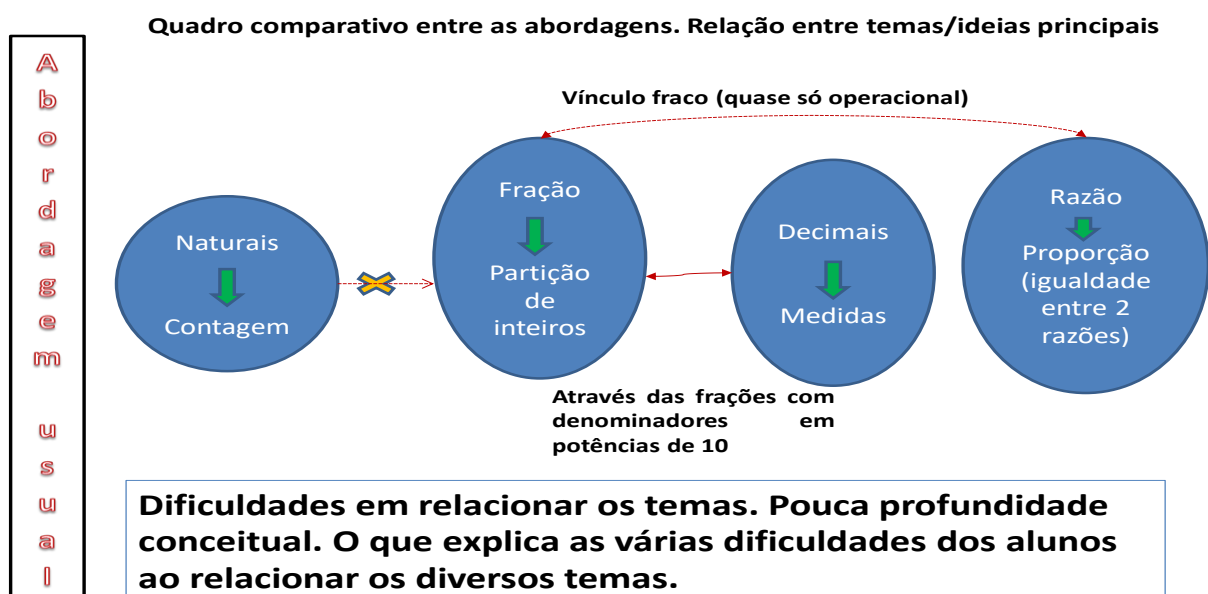 Quadro comparativo entre as abordagens. Relação entre temas/ideias principais
Abordagem usual
Vínculo fraco (quase só operacional)
Naturais
Contagem
Fração
Partição
de
inteiros
Decimais
Medidas
Razão
Proporção
(igualdade
entre 2
razões)
Através das frações com
denominadores em
potências de 10
Dificuldades em relacionar os temas. Pouca profundidade
conceitual. O que explica as várias dificuldades dos alunos
ao relacionar os diversos temas.